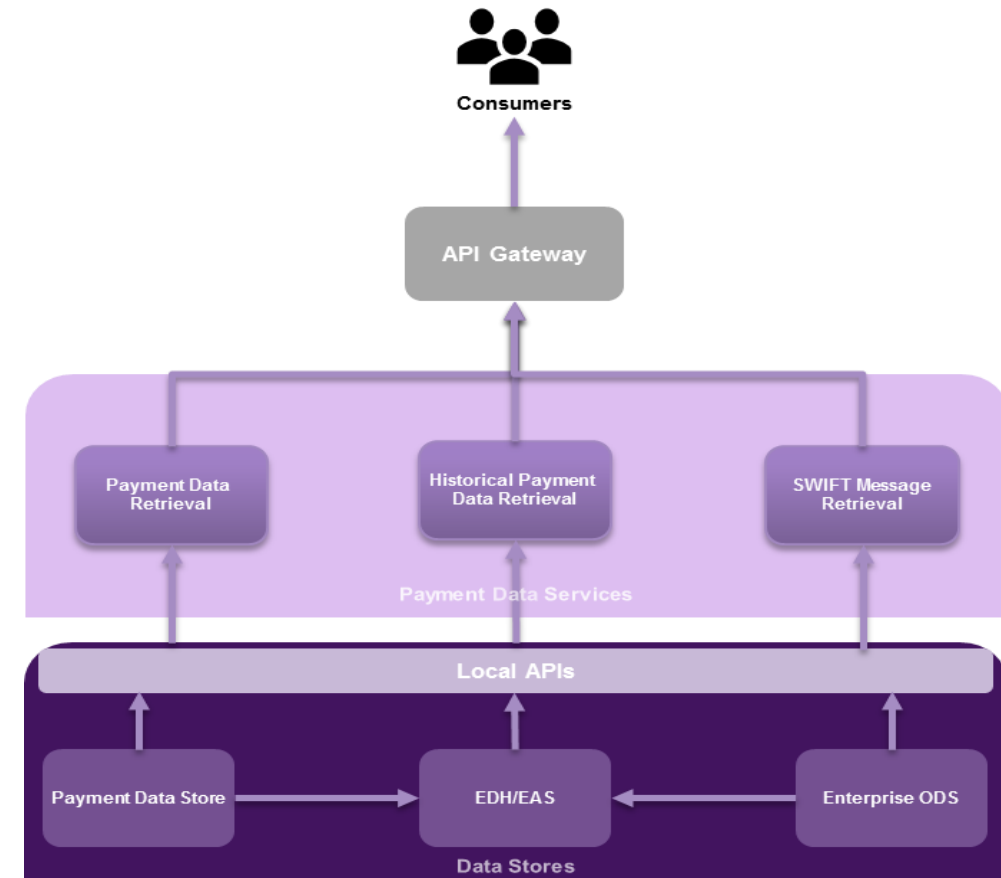 Consumers
API Gateway
Payment Data
Retrieval
Historical Payment
Data Retrieval
SWIFT Message
Retrieval
Payment Data Services
Local APIs
Payment Data Store
EDH/EAS
Enterprise ODS
Data Stores